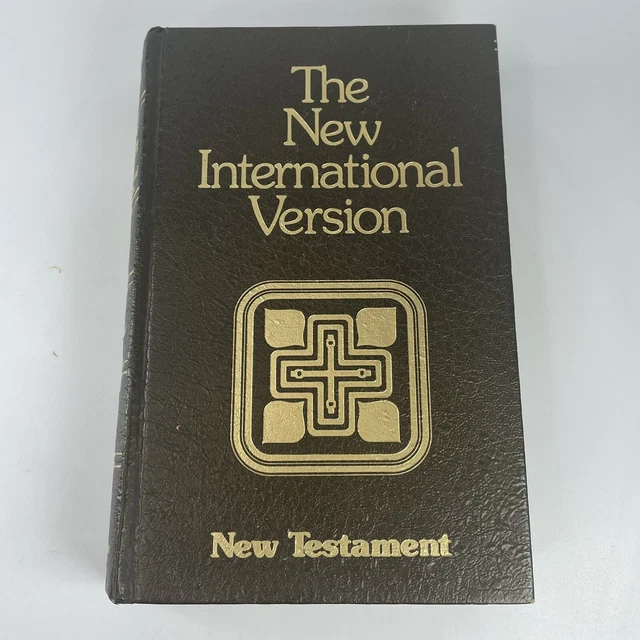 The
New
International
Version
New Testament